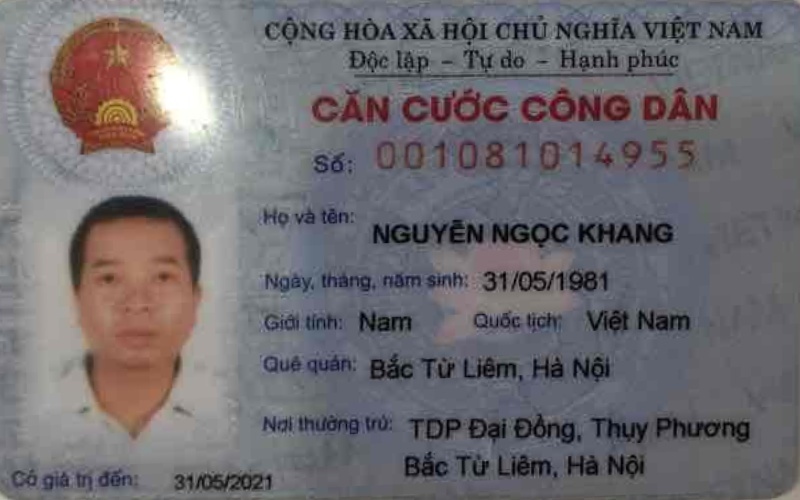 CỘNG HÒA XÃ HỘI CHỦ NGHĨA VIỆT NAM
Độc lập - Tự do - Hạnh phúc
CĂN CƯỚC CÔNG DÂN
Số: 001081014955
Họ và tên: NGUYỄN NGỌC KHANG
Ngày, tháng, năm sinh: 31/05/1981
Giới tính: Nam Quốc tịch: Việt Nam
Quê quán: Bắc Từ Liêm, Hà Nội
Nơi thường trú: TDP Đại Đồng, Thụy Phương
Bắc Từ Liêm, Hà Nội
Có giá trị đến: 31/05/2021